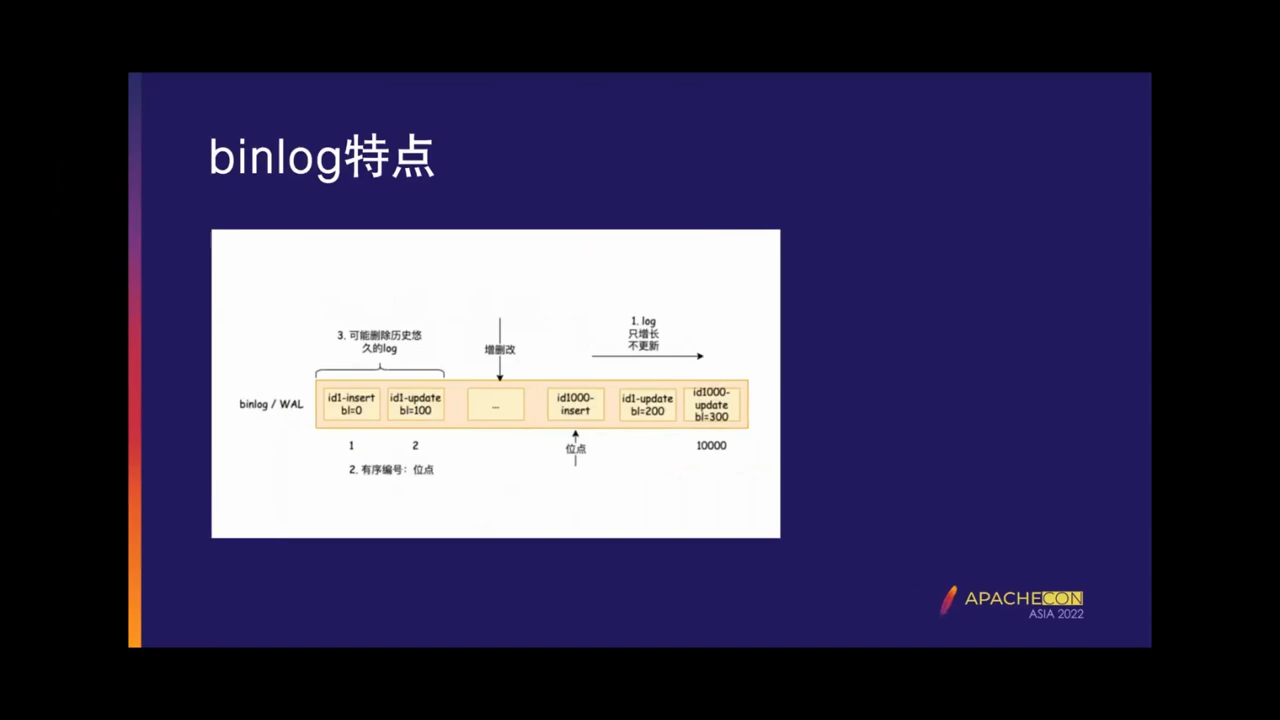 binlog特点
3. 可能删除历史悠
久的log
增删改
1. log
只增长
不更新
binlog / WAL
id1-insert
bl=0
id1-update
bl=100
...
id1000-
insert
id1-update
bl=200
id1000-
update
bl=300
1
2
位点
10000
2. 有序编号：位点
APACHECON
ASIA 2022